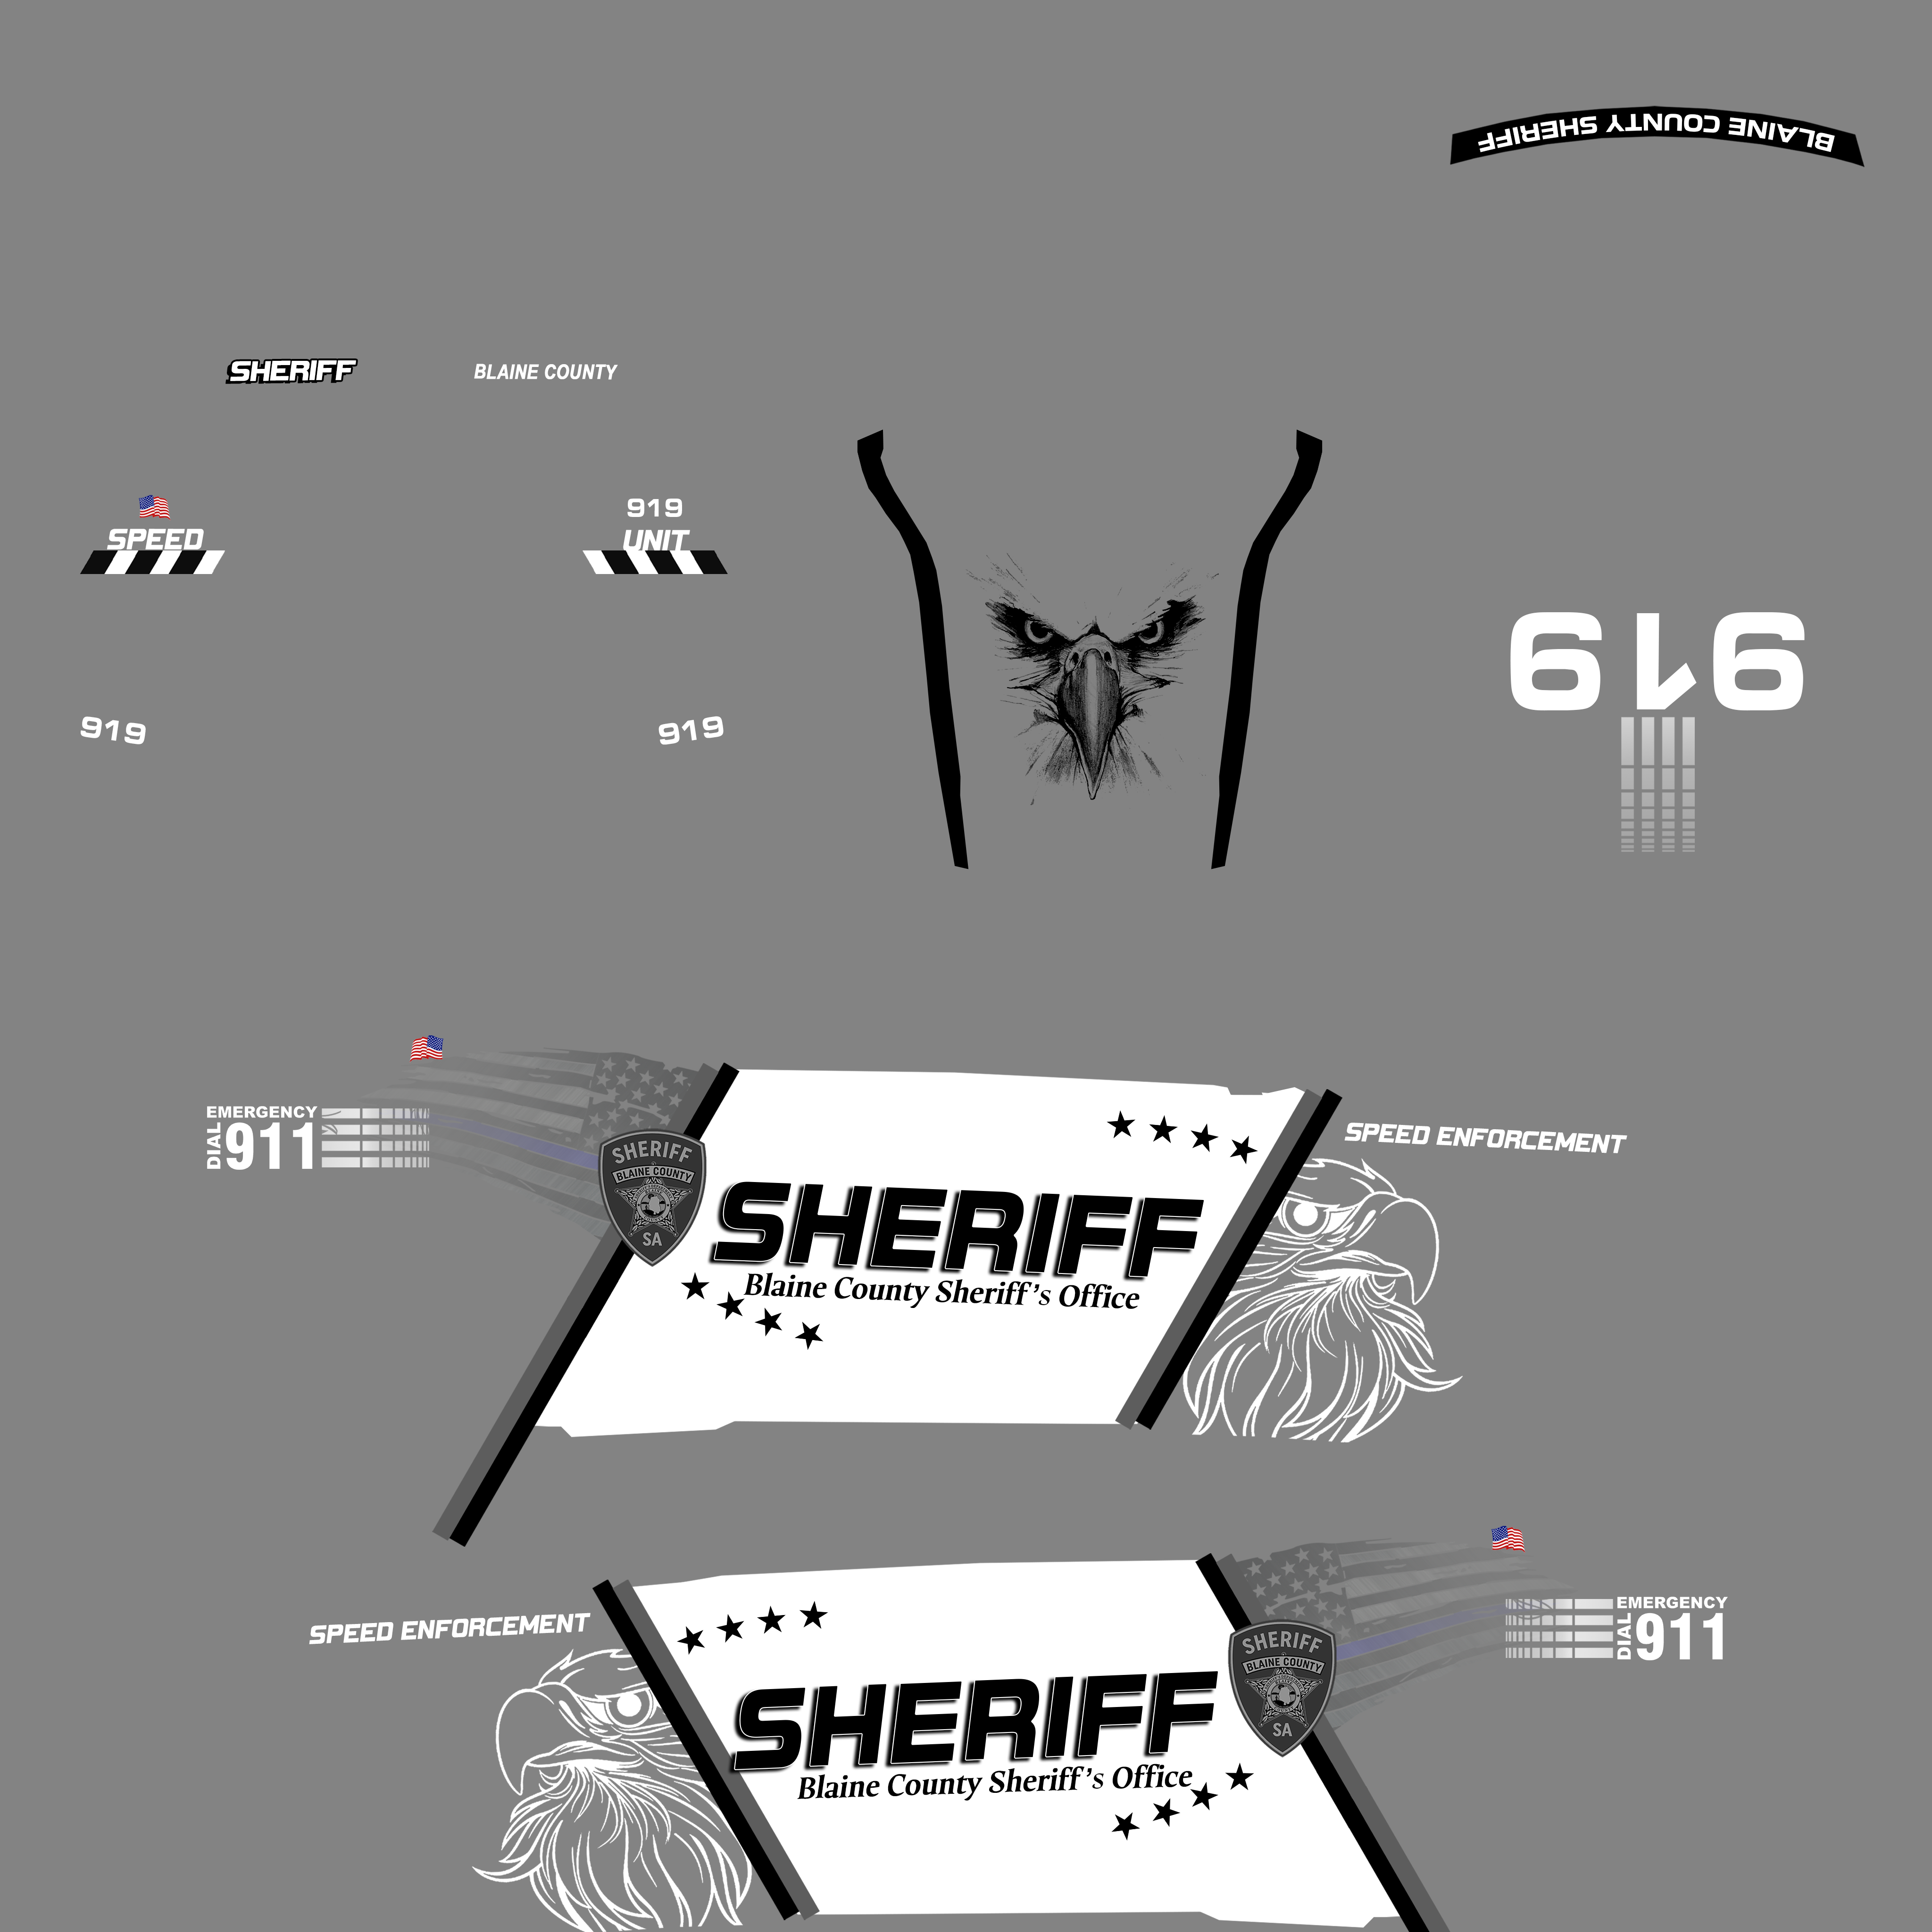 BLAINE COUNTY SHERIFF
SHERIFF
BLAINE COUNTY
919
SPEED
UNIT
919
919
919
EMERGENCY
DIAL
911
SPEED ENFORCEMENT
SHERIFF
BLAINE COUNTY
SA
SHERIFF
Blaine County Sheriff's Office
EMERGENCY
DIAL
911
SPEED ENFORCEMENT
SHERIFF
BLAINE COUNTY
SA
SHERIFF
Blaine County Sheriff's Office